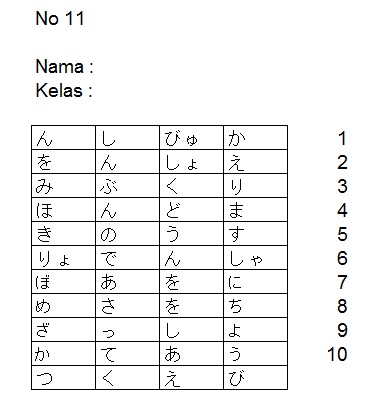 No 11
Nama :
Kelas :
ん し びゅ か 1
を ん しょ え 2
み ぶ く り 3
ほ ん ど ま 4
き の う す 5
りょ で ん しゃ 6
ぼ あ を に 7
め さ を ち 8
ざ っ し よ 9
か て あ う 10
つ く え び